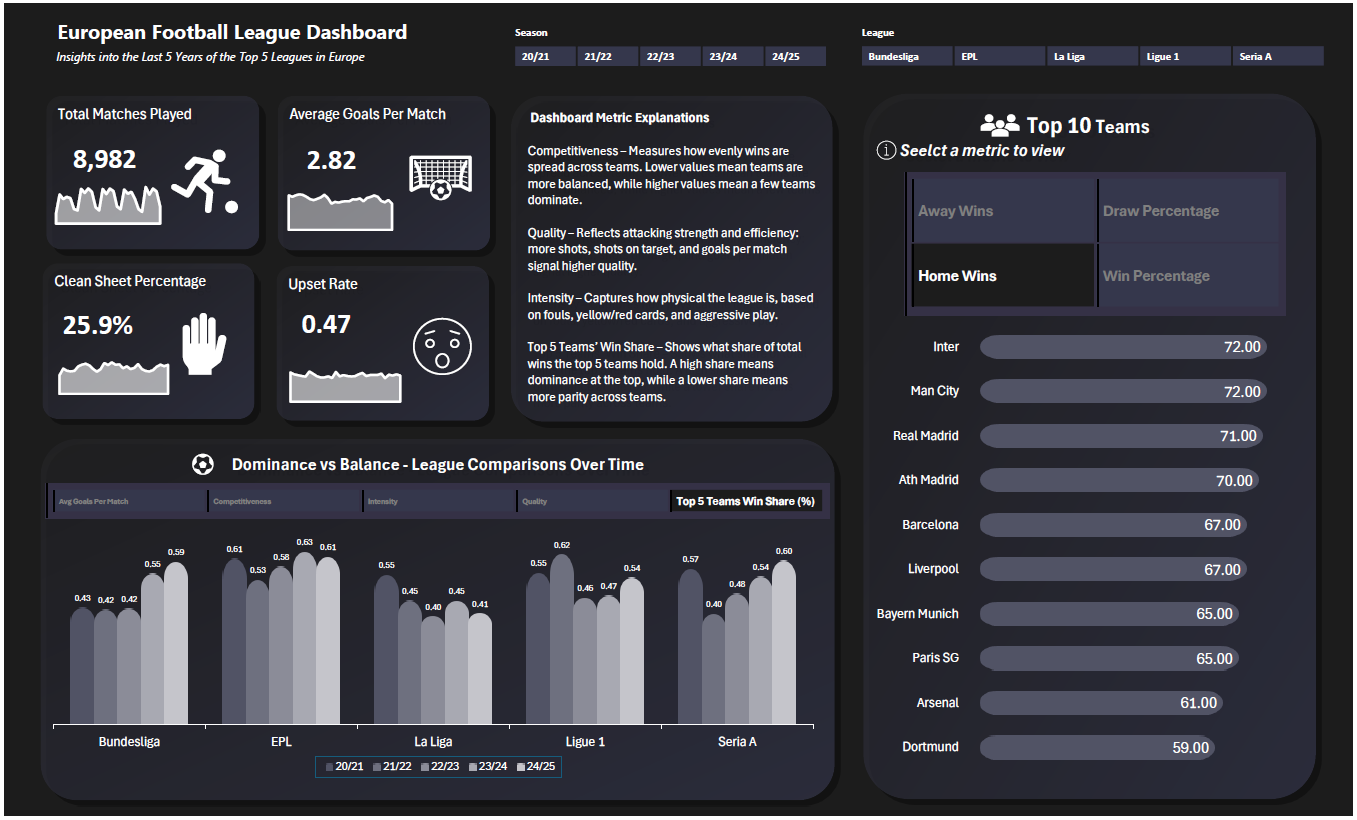 European Football League Dashboard
Insights into the Last 5 Years of the Top 5 Leagues in Europe
Season
20/21 21/22 22/23 23/24 24/25
League
Bundesliga EPL La Liga Ligue 1 Seria A
Total Matches Played
8,982
Average Goals Per Match
2.82
Clean Sheet Percentage
25.9%
Upset Rate
0.47
Dashboard Metric Explanations
Competitiveness – Measures how evenly wins are
spread across teams. Lower values mean teams are
more balanced, while higher values mean a few teams
dominate.
Quality – Reflects attacking strength and efficiency:
more shots, shots on target, and goals per match
signal higher quality.
Intensity – Captures how physical the league is, based
on fouls, yellow/red cards, and aggressive play.
Top 5 Teams' Win Share – Shows what share of total
wins the top 5 teams hold. A high share means
dominance at the top, while a lower share means
more parity across teams.
Dominance vs Balance - League Comparisons Over Time
Avg Goals Per Match Competitiveness Intensity Quality Top 5 Teams Win Share (%)
0.43 0.42 0.42 0.55 0.59
0.61 0.53 0.58 0.63 0.61
0.55 0.45 0.40 0.45 0.41
0.55 0.62 0.46 0.47 0.54
0.57 0.40 0.48 0.54 0.60
Bundesliga EPL La Liga Ligue 1 Seria A
20/21 21/22 22/23 23/24 24/25
Top 10 Teams
i Seelct a metric to view
Away Wins Draw Percentage
Home Wins Win Percentage
Inter 72.00
Man City 72.00
Real Madrid 71.00
Ath Madrid 70.00
Barcelona 67.00
Liverpool 67.00
Bayern Munich 65.00
Paris SG 65.00
Arsenal 61.00
Dortmund 59.00